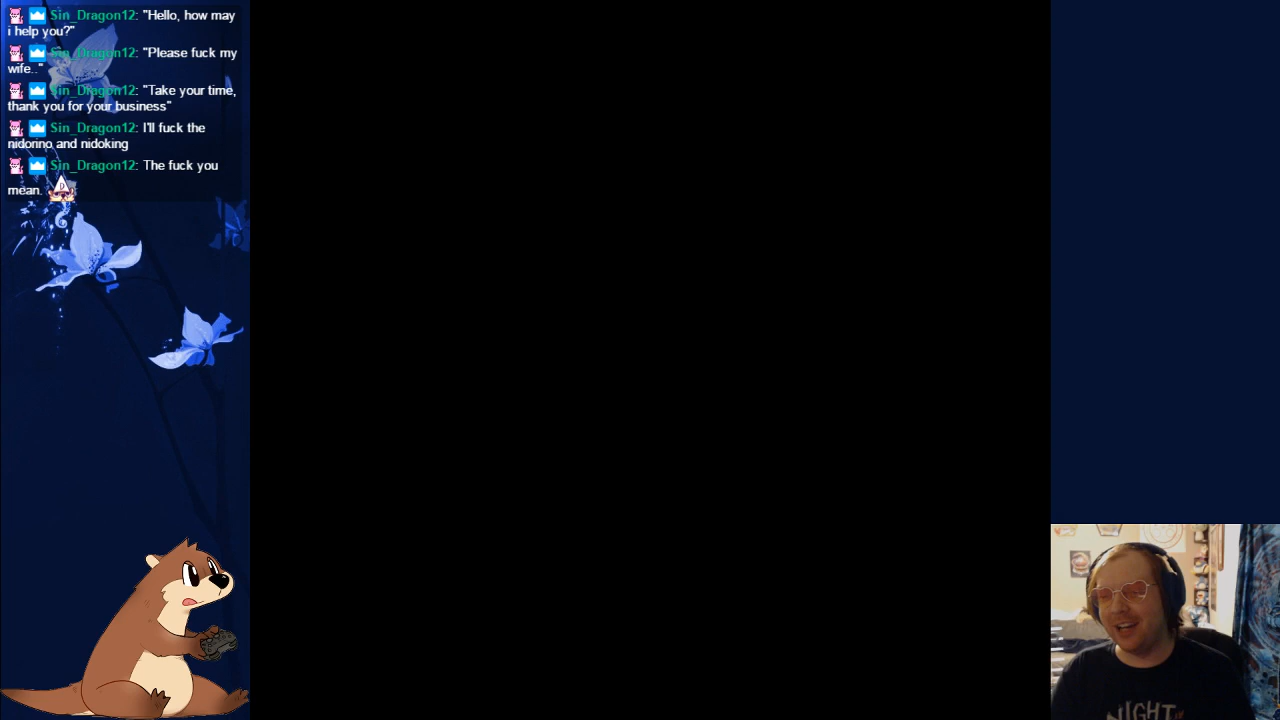 Sin_Dragon12: "Hello, how may
i help you?"
Sin_Dragon12: "Please fuck my
wife.."
Sin_Dragon12: "Take your time,
thank you for your business"
Sin_Dragon12: I'll fuck the
nidorino and nidoking
Sin_Dragon12: The fuck you
mean.
NIGHT